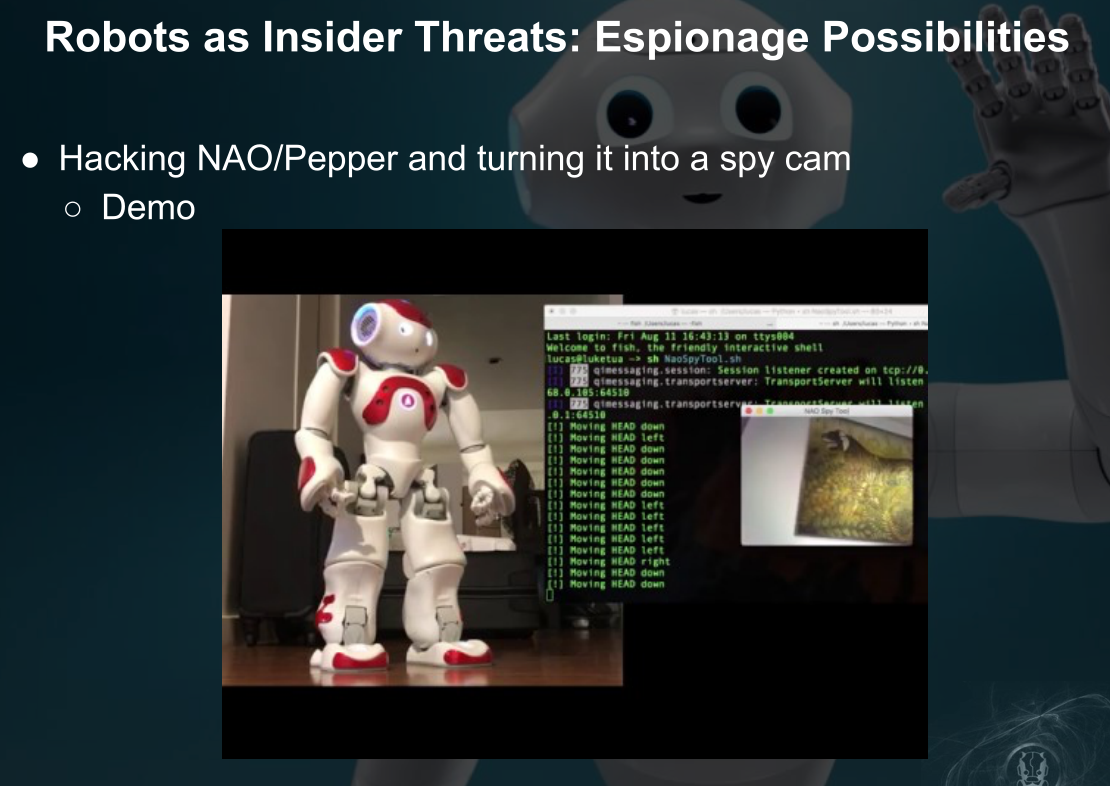 Robots as Insider Threats: Espionage Possibilities
● Hacking NAO/Pepper and turning it into a spy cam
○ Demo
Last login: Fri Aug 11 16:43:13 on ttys004
Welcome to fish, the friendly interactive shell
lucas@luketua ~> sh NaoSpyTool.sh
[I] 775 qimessaging.session: Session listener created on tcp://0.
[I] 775 qimessaging.transportserver: TransportServer will listen
68.0.105:64510
[I] 775 qimessaging.transportserver: TransportServer will listen
.0.1:64510
NAO Spy Tool
[!] Moving HEAD down
[!] Moving HEAD left
[!] Moving HEAD down
[!] Moving HEAD down
[!] Moving HEAD down
[!] Moving HEAD down
[!] Moving HEAD down
[!] Moving HEAD left
[!] Moving HEAD left
[!] Moving HEAD left
[!] Moving HEAD left
[!] Moving HEAD left
[!] Moving HEAD right
[!] Moving HEAD down
[!] Moving HEAD down